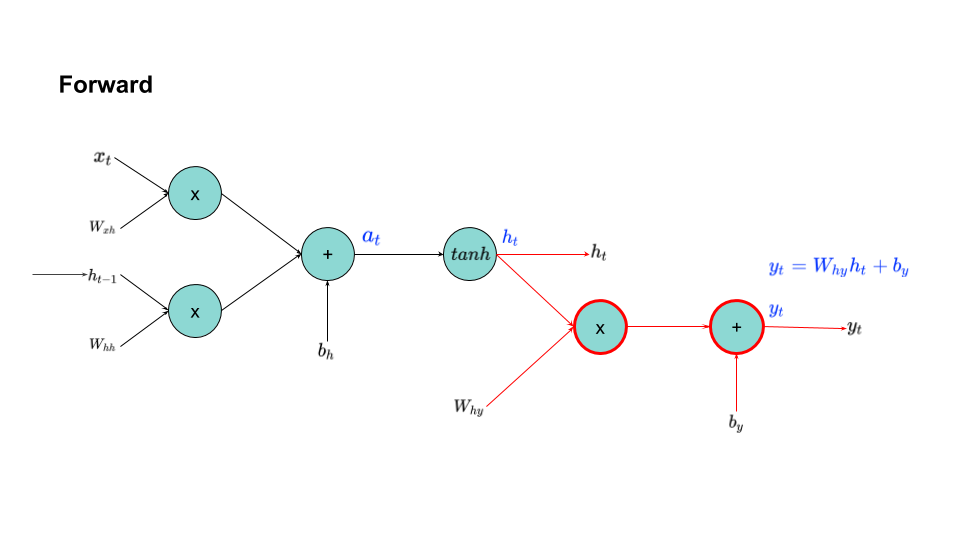 Forward
x_t
x
W_{xh}
a_t
h_t
+
tanh
h_t
y_t = W_{hy}h_t + b_y
h_{t-1}
x
y_t
x
+
y_t
W_{hh}
b_h
W_{hy}
b_y